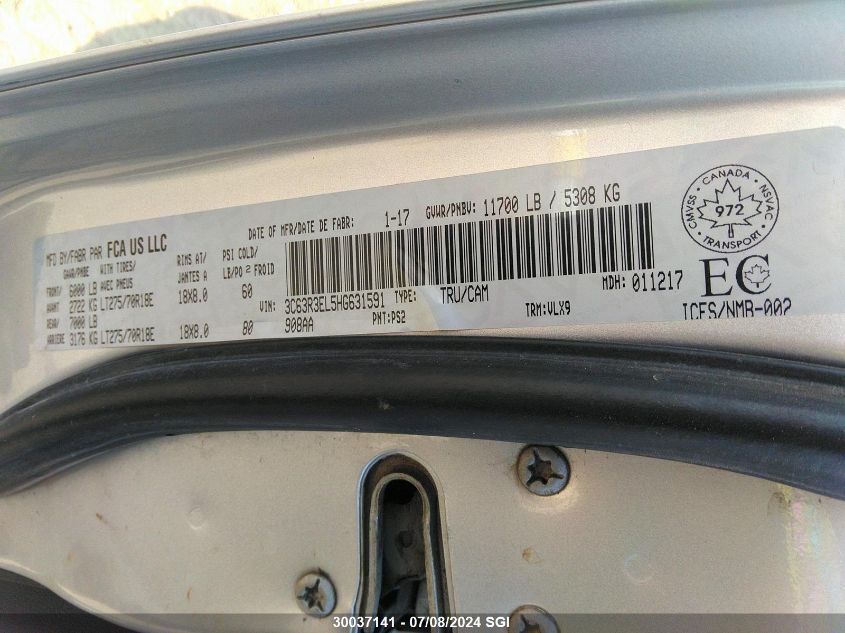 DATE OF MFR/DATE DE FABR: 1-17 GVWR/PNBV: 11700 LB / 5308 KG
MFD BY/FABR PAR FCA US LLC
GAWR/PNBE WITH TIRES/ RIMS AT/ PSI COLD/
AVEC PNEUS JANTES A LB/PO² FROID
FRONT/ 6000 LB
AVANT 2722 KG LT275/70R18E 18X8.0 60
REAR/ 7000 LB
ARRIERE 3176 KG LT275/70R18E 18X8.0 80
VIN: 3C63R3EL5HG631591 TYPE: TRU/CAM MDH: 011217
908AA PNT:PS2 TRM:VLX9
CANADA
CMVSS 972 NSVAC
TRANSPORT
EC
ICES/NMB-002
30037141 - 07/08/2024 SGI